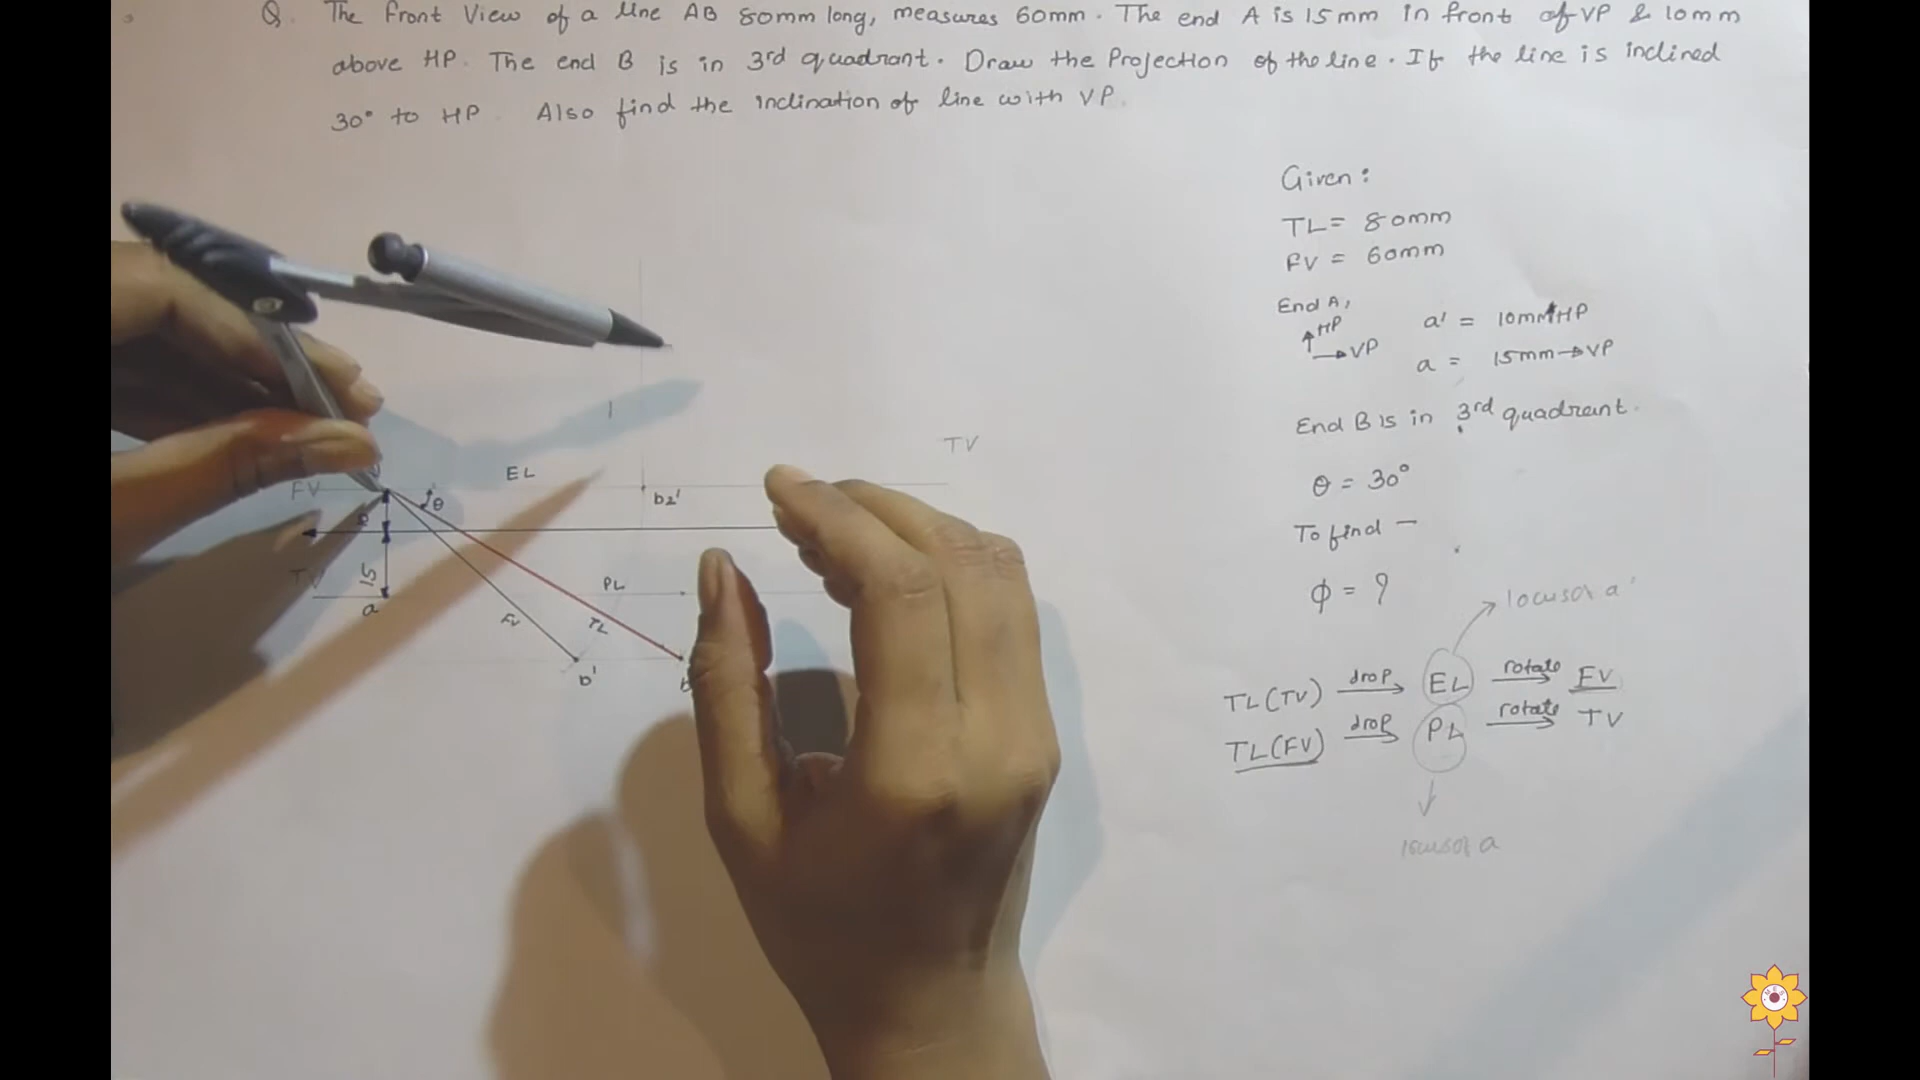 Q. The Front View of a line AB 80mm long, measures 60mm. The end A is 15mm in front of VP & 10mm
above HP. The end B is in 3rd quadrant. Draw the Projection of the line. If the line is inclined
30° to HP. Also find the inclination of line with VP.
Given:
TL = 80mm
FV = 60mm
End A,
↑HP
→VP
a' = 10mm↑HP
a = 15mm→VP
End B is in 3rd quadrant.
θ = 30°
To find -
φ = ?
locus of a'
TL(TV) drop→ EL rotate→ FV
TL(FV) drop→ PL rotate→ TV
locus of a
TV
FV
EL
θ
b2'
TV
15
a
PL
FV
TL
b'
b